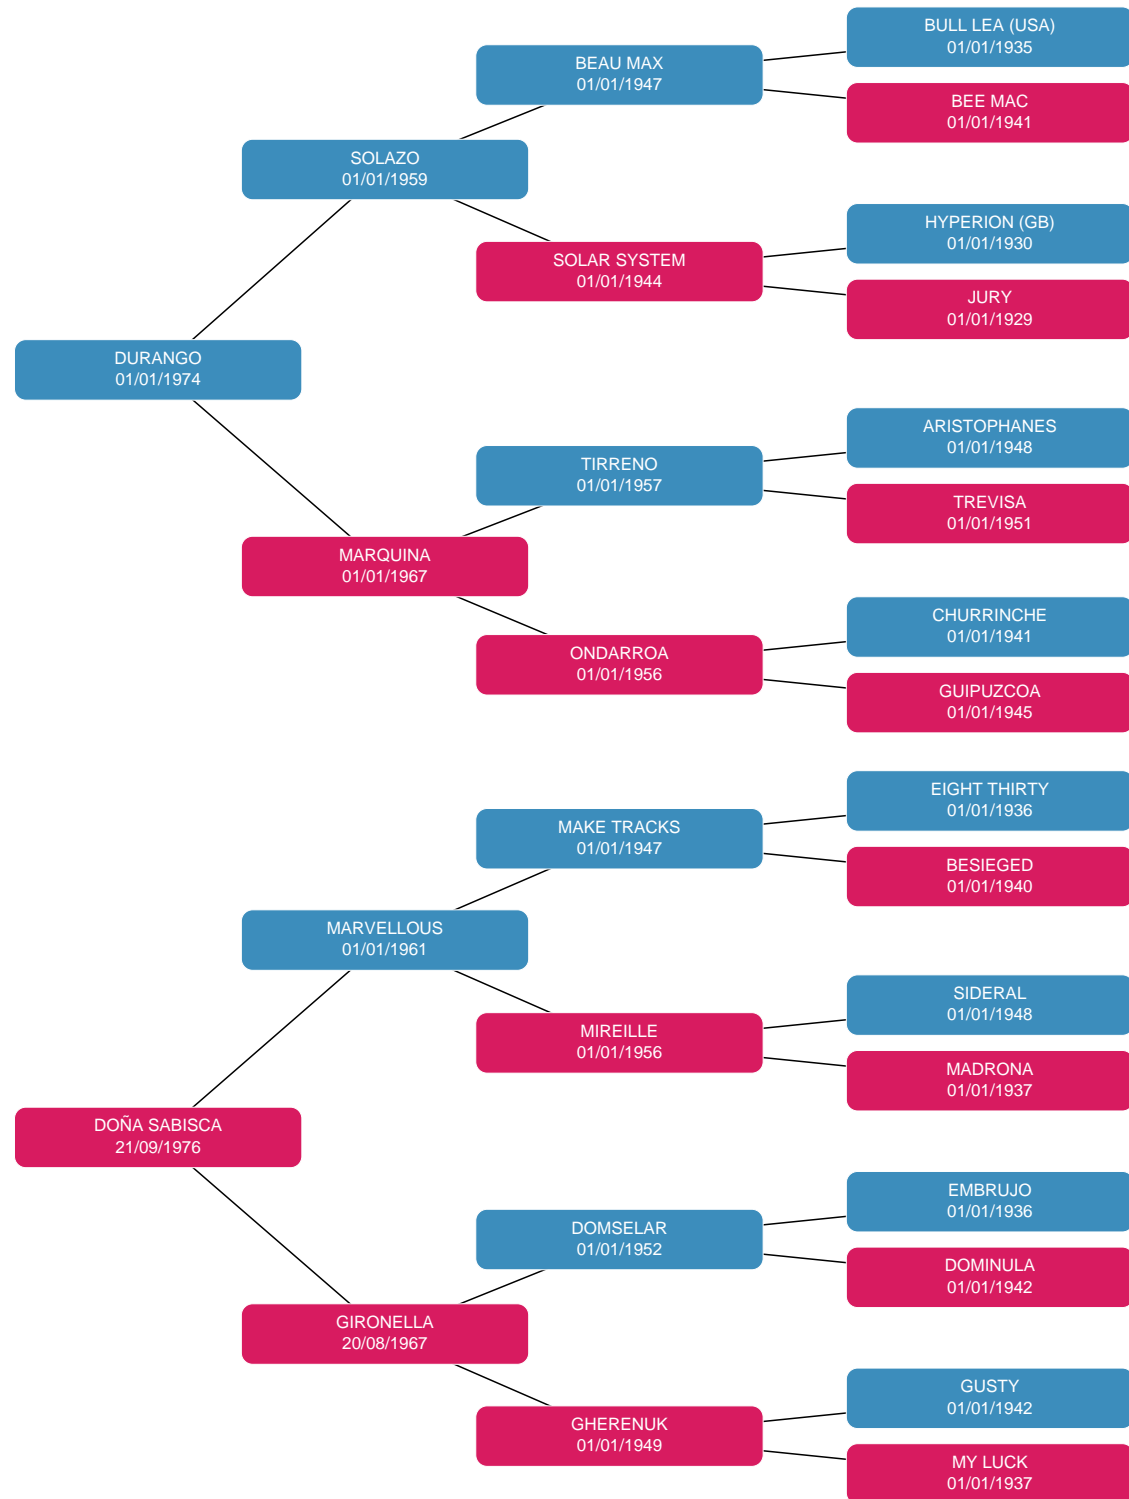 BULL LEA (USA)
01/01/1935
BEAU MAX
01/01/1947
BEE MAC
01/01/1941
SOLAZO
01/01/1959
HYPERION (GB)
01/01/1930
SOLAR SYSTEM
01/01/1944
JURY
01/01/1929
DURANGO
01/01/1974
ARISTOPHANES
01/01/1948
TIRRENO
01/01/1957
TREVISA
01/01/1951
MARQUINA
01/01/1967
CHURRINCHE
01/01/1941
ONDARROA
01/01/1956
GUIPUZCOA
01/01/1945
EIGHT THIRTY
01/01/1936
MAKE TRACKS
01/01/1947
BESIEGED
01/01/1940
MARVELLOUS
01/01/1961
SIDERAL
01/01/1948
MIREILLE
01/01/1956
MADRONA
01/01/1937
DOÑA SABISCA
21/09/1976
EMBRUJO
01/01/1936
DOMSELAR
01/01/1952
DOMINULA
01/01/1942
GIRONELLA
20/08/1967
GUSTY
01/01/1942
GHERENUK
01/01/1949
MY LUCK
01/01/1937